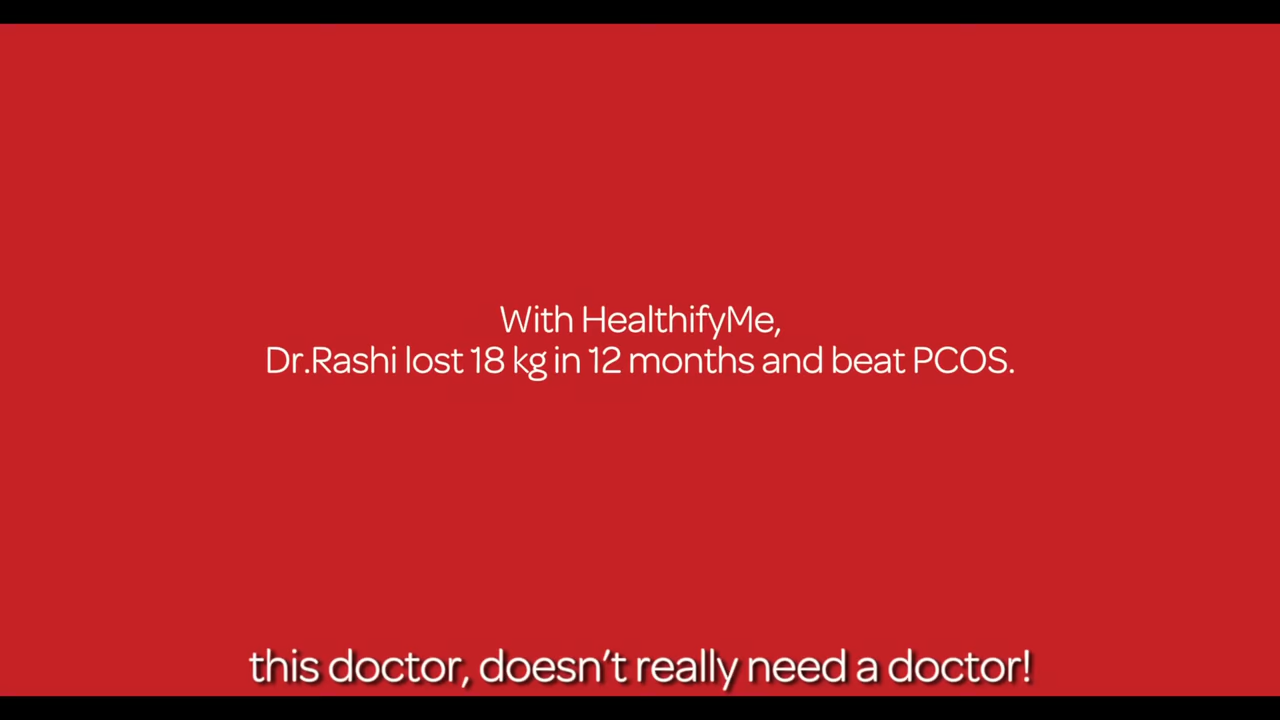 With HealthifyMe,
Dr.Rashi lost 18 kg in 12 months and beat PCOS.
this doctor, doesn't really need a doctor!